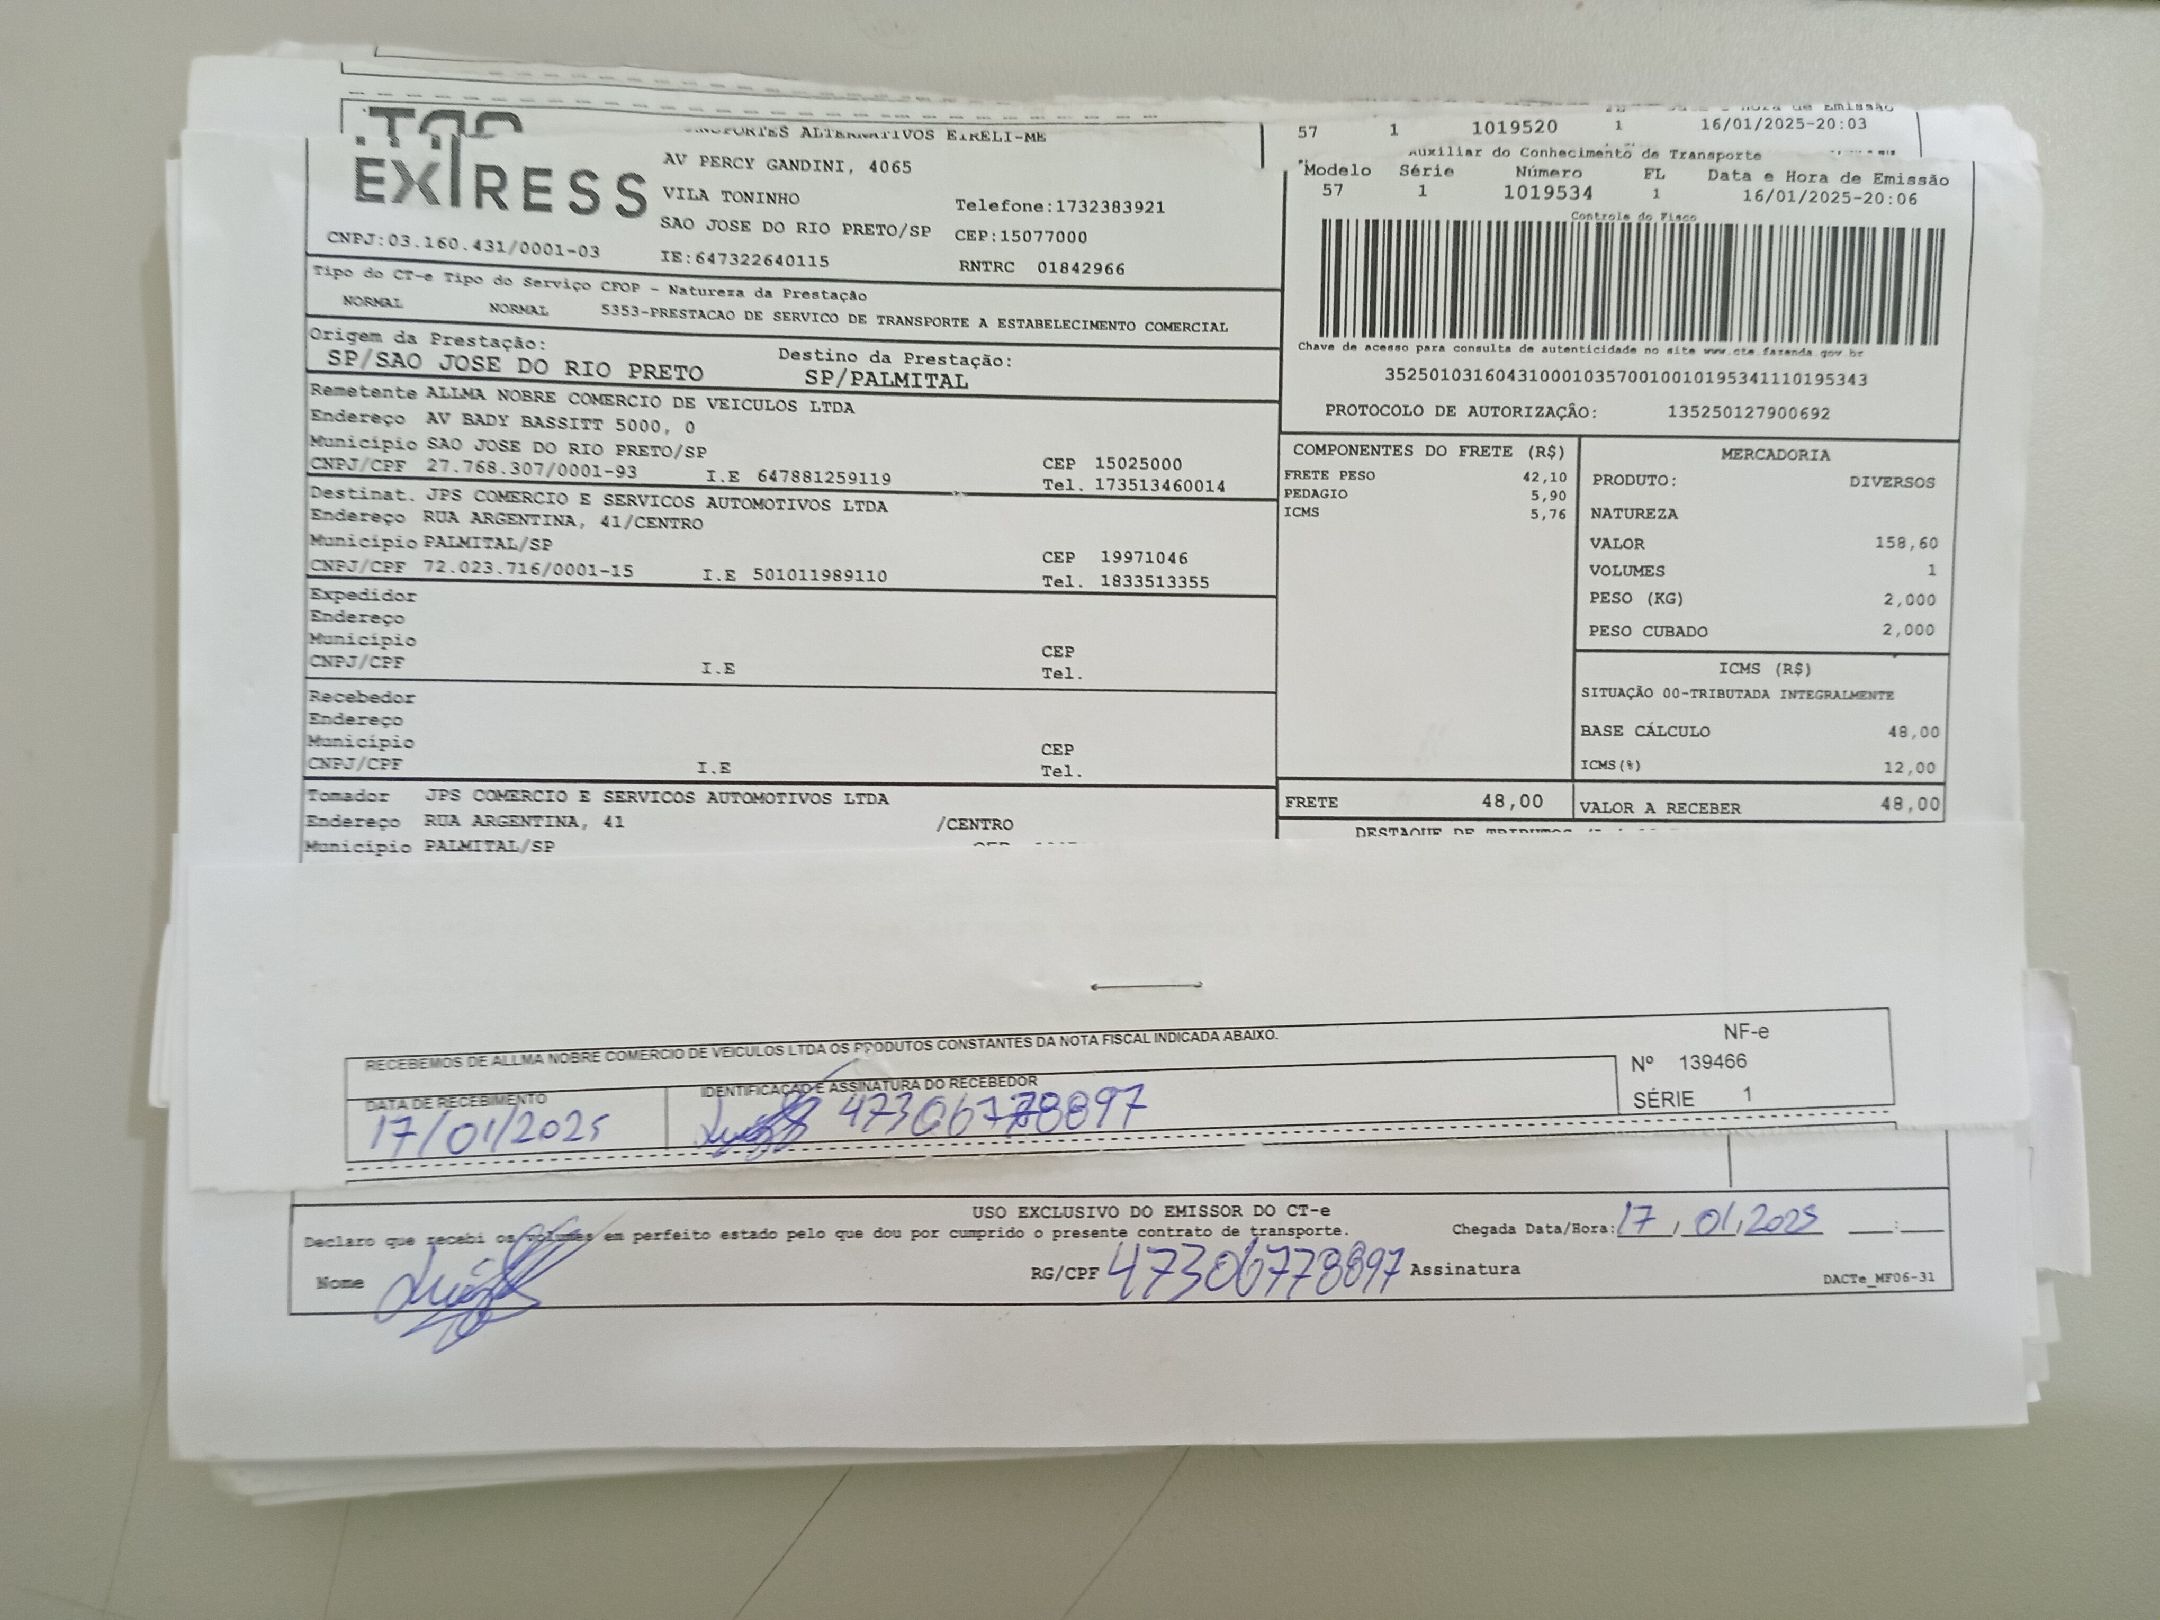 57 1 1019520 1 16/01/2025-20:03
EXPRESS
ALTERNATIVOS EIRELI-ME
AV PERCY GANDINI, 4065
VILA TONINHO
Telefone:1732383921
SAO JOSE DO RIO PRETO/SP CEP:15077000
CNPJ:03.160.431/0001-03 IE:647322640115 RNTRC 01842966
Auxiliar do Conhecimento de Transporte
Modelo Série Número FL Data e Hora de Emissão
57 1 1019534 1 16/01/2025-20:06
Controle do Fisco
Chave de acesso para consulta de autenticidade no site www.cte.fazenda.gov.br
35250103160431000103570010010195341110195343
PROTOCOLO DE AUTORIZAÇÃO: 135250127900692
Tipo do CT-e Tipo do Serviço CFOP - Natureza da Prestação
NORMAL NORMAL 5353-PRESTACAO DE SERVICO DE TRANSPORTE A ESTABELECIMENTO COMERCIAL
Origem da Prestação: Destino da Prestação:
SP/SAO JOSE DO RIO PRETO SP/PALMITAL
Remetente ALLMA NOBRE COMERCIO DE VEICULOS LTDA
Endereço AV BADY BASSITT 5000, 0
Município SAO JOSE DO RIO PRETO/SP CEP 15025000
CNPJ/CPF 27.768.307/0001-93 I.E 647881259119 Tel. 173513460014
Destinat. JPS COMERCIO E SERVICOS AUTOMOTIVOS LTDA
Endereço RUA ARGENTINA, 41/CENTRO
Município PALMITAL/SP CEP 19971046
CNPJ/CPF 72.023.716/0001-15 I.E 501011989110 Tel. 1833513355
Expedidor
Endereço
Município CEP
CNPJ/CPF I.E Tel.
Recebedor
Endereço
Município CEP
CNPJ/CPF I.E Tel.
Tomador JPS COMERCIO E SERVICOS AUTOMOTIVOS LTDA
Endereço RUA ARGENTINA, 41 /CENTRO
Município PALMITAL/SP
COMPONENTES DO FRETE (R$)
FRETE PESO 42,10
PEDAGIO 5,90
ICMS 5,76
FRETE 48,00
MERCADORIA
PRODUTO: DIVERSOS
NATUREZA
VALOR 158,60
VOLUMES 1
PESO (KG) 2,000
PESO CUBADO 2,000
ICMS (R$)
SITUAÇÃO 00-TRIBUTADA INTEGRALMENTE
BASE CÁLCULO 48,00
ICMS(%) 12,00
VALOR A RECEBER 48,00
RECEBEMOS DE ALLMA NOBRE COMERCIO DE VEICULOS LTDA OS PRODUTOS CONSTANTES DA NOTA FISCAL INDICADA ABAIXO.
NF-e
Nº 139466
SÉRIE 1
DATA DE RECEBIMENTO IDENTIFICAÇÃO E ASSINATURA DO RECEBEDOR
17/01/2025 47306778897
USO EXCLUSIVO DO EMISSOR DO CT-e
Declaro que recebi os volumes em perfeito estado pelo que dou por cumprido o presente contrato de transporte. Chegada Data/Hora: 17/01/2025 __:__
Nome RG/CPF 47306778897 Assinatura
DACTe_MF06-31